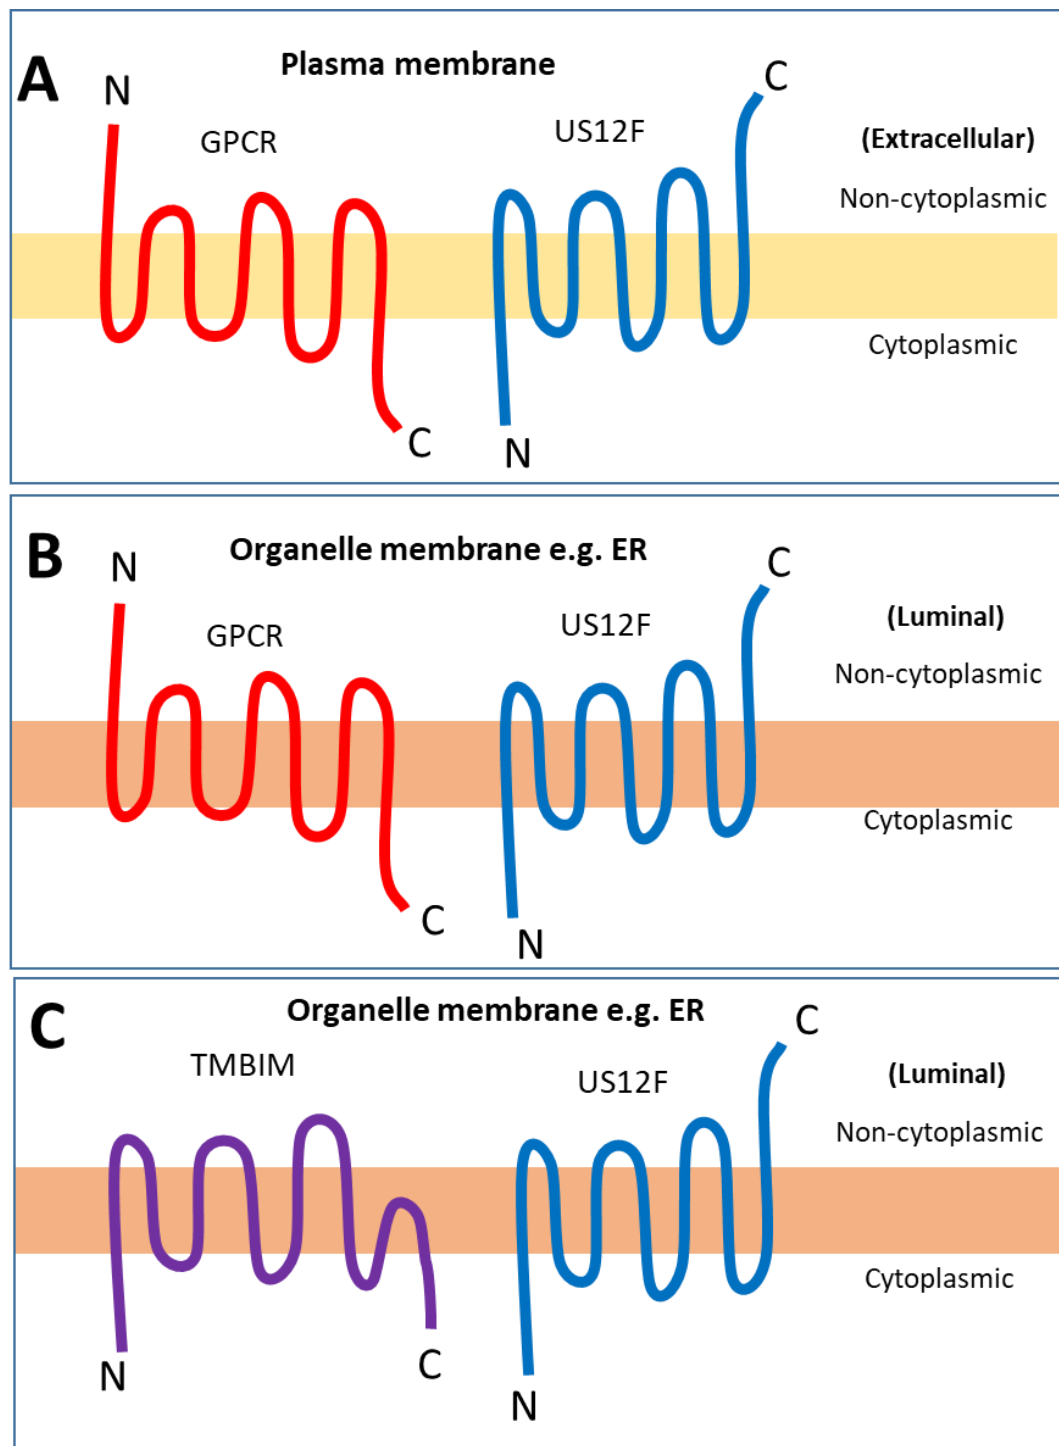 A
Plasma membrane
N
C
GPCR
US12F
(Extracellular)
Non-cytoplasmic
Cytoplasmic
C
N
B
Organelle membrane e.g. ER
N
C
GPCR
US12F
(Luminal)
Non-cytoplasmic
Cytoplasmic
C
N
C
Organelle membrane e.g. ER
C
TMBIM
US12F
(Luminal)
Non-cytoplasmic
Cytoplasmic
N
C
N